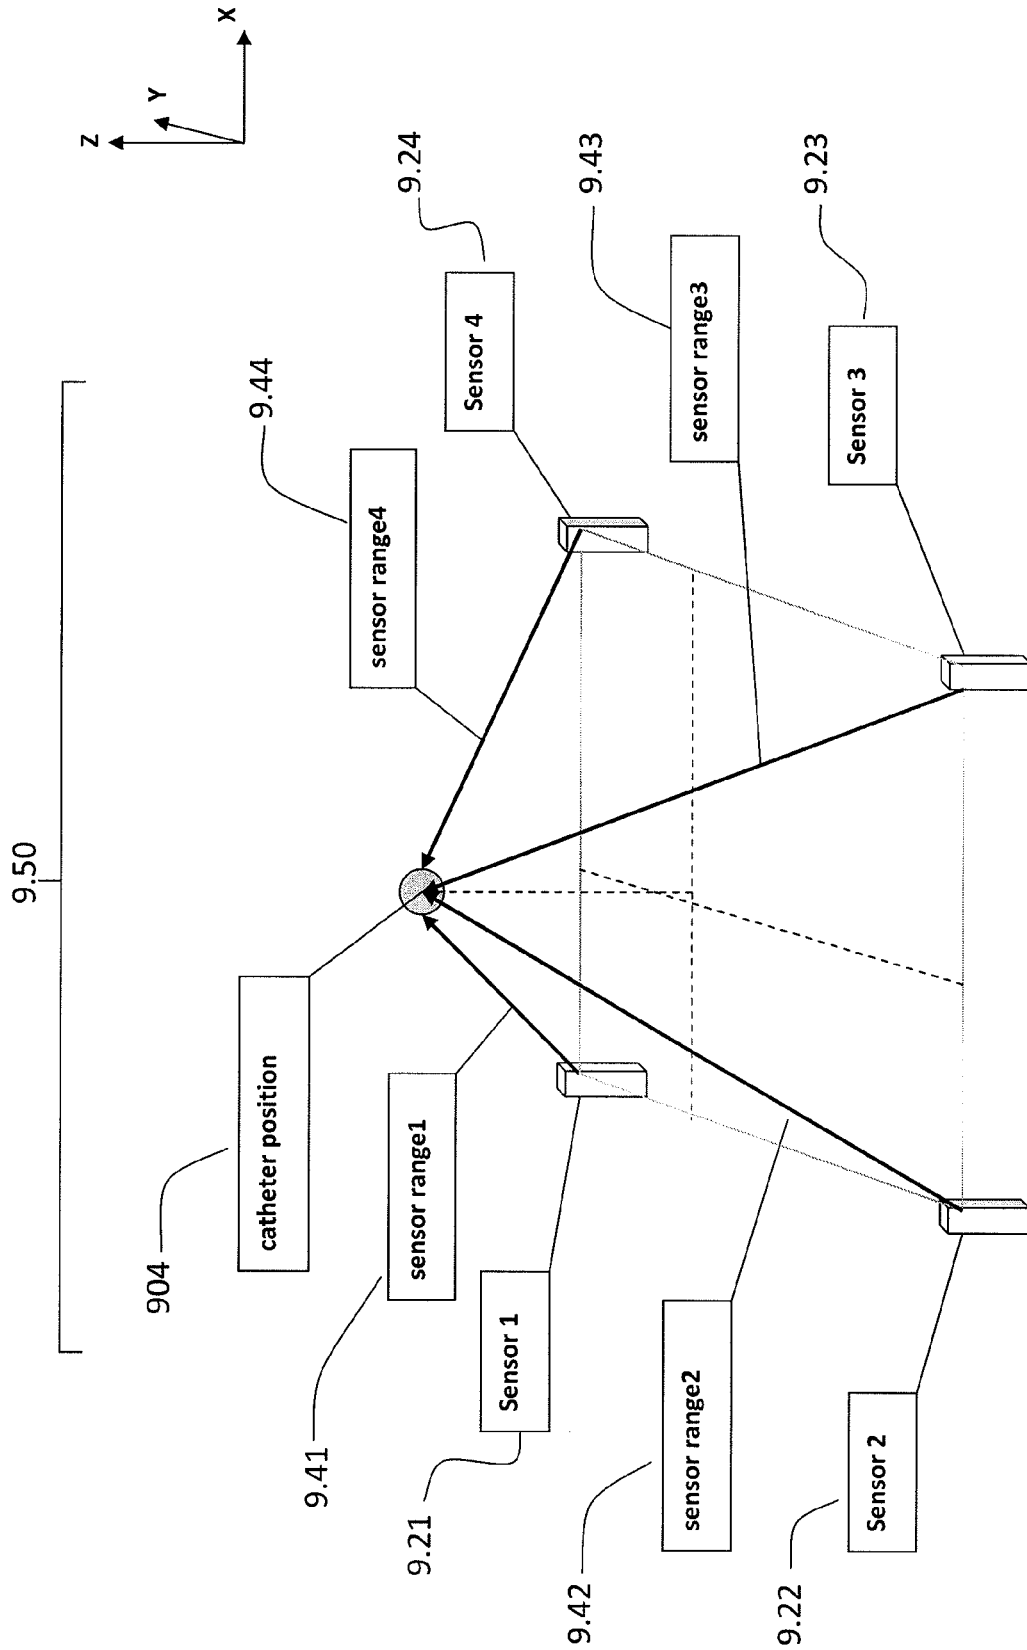 9.50
Z
Y
X
904
catheter position
9.44
sensor range4
9.24
Sensor 4
9.41
sensor range1
9.43
sensor range3
9.21
Sensor 1
9.42
sensor range2
9.23
Sensor 3
9.22
Sensor 2